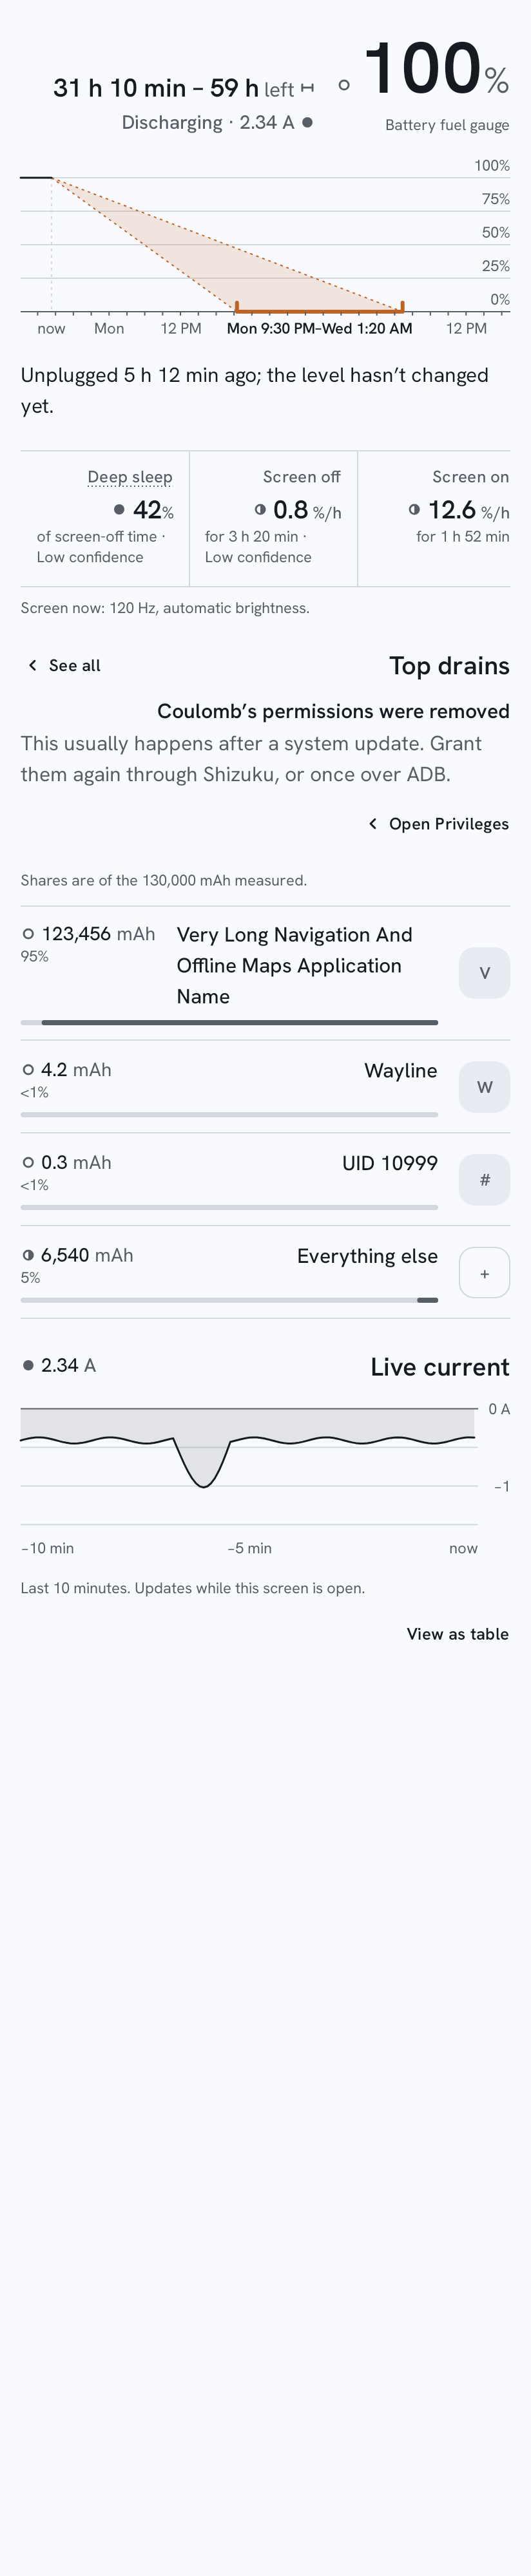 100%
31 h 10 min – 59 h left
Discharging · 2.34 A
Battery fuel gauge
100%
75%
50%
25%
0%
now Mon 12 PM Mon 9:30 PM–Wed 1:20 AM 12 PM
Unplugged 5 h 12 min ago; the level hasn’t changed
yet.
Deep sleep
42%
of screen-off time ·
Low confidence
Screen off
0.8 %/h
for 3 h 20 min ·
Low confidence
Screen on
12.6 %/h
for 1 h 52 min
Screen now: 120 Hz, automatic brightness.
Top drains
See all
Coulomb’s permissions were removed
This usually happens after a system update. Grant
them again through Shizuku, or once over ADB.
Open Privileges
Shares are of the 130,000 mAh measured.
V
Very Long Navigation And
Offline Maps Application
Name
123,456 mAh
95%
W
Wayline
4.2 mAh
<1%
#
UID 10999
0.3 mAh
<1%
+
Everything else
6,540 mAh
5%
Live current
2.34 A
0 A
−1
−10 min −5 min now
Last 10 minutes. Updates while this screen is open.
View as table